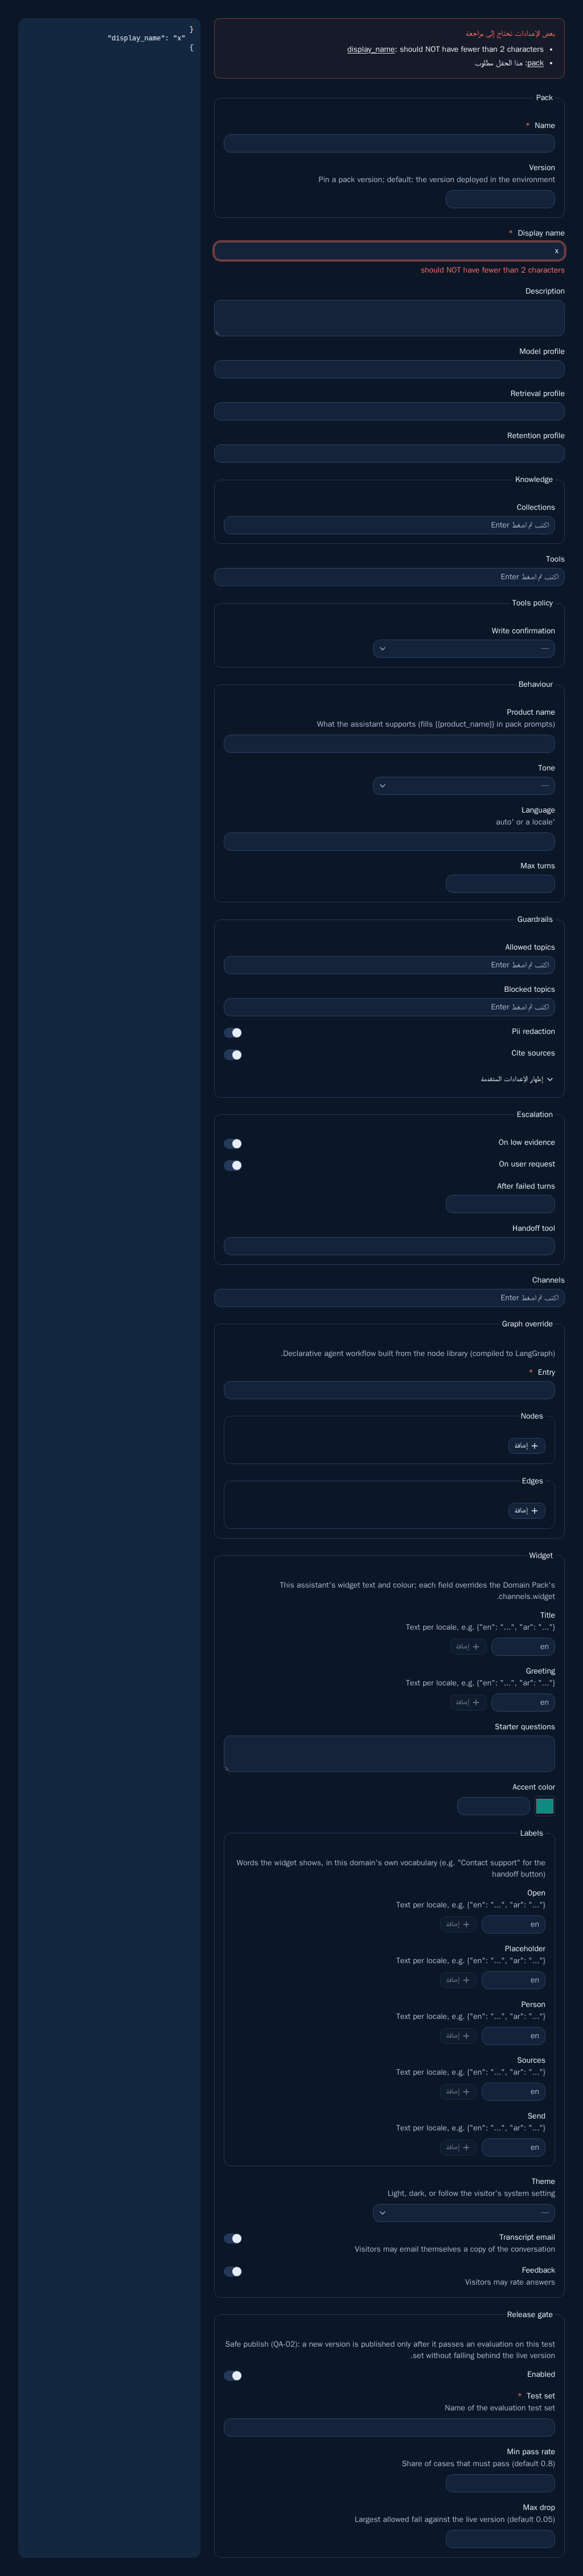 بعض الإعدادات تحتاج إلى مراجعة
display_name: should NOT have fewer than 2 characters
pack: هذا الحقل مطلوب
Pack
Name *
Version
Pin a pack version; default: the version deployed in the environment
Display name *
x
should NOT have fewer than 2 characters
Description
Model profile
Retrieval profile
Retention profile
Knowledge
Collections
اكتب ثم اضغط Enter
Tools
اكتب ثم اضغط Enter
Tools policy
Write confirmation
—
Behaviour
Product name
What the assistant supports (fills {{product_name}} in pack prompts)
Tone
—
Language
auto' or a locale'
Max turns
Guardrails
Allowed topics
اكتب ثم اضغط Enter
Blocked topics
اكتب ثم اضغط Enter
Pii redaction
Cite sources
إظهار الإعدادات المتقدمة
Escalation
On low evidence
On user request
After failed turns
Handoff tool
Channels
اكتب ثم اضغط Enter
Graph override
.Declarative agent workflow built from the node library (compiled to LangGraph)
Entry *
Nodes
إضافة
Edges
إضافة
Widget
This assistant's widget text and colour; each field overrides the Domain Pack's
.channels.widget
Title
Text per locale, e.g. {"en": "...", "ar": "..."}
en
إضافة
Greeting
Text per locale, e.g. {"en": "...", "ar": "..."}
en
إضافة
Starter questions
Accent color
Labels
Words the widget shows, in this domain's own vocabulary (e.g. "Contact support" for the
handoff button)
Open
Text per locale, e.g. {"en": "...", "ar": "..."}
en
إضافة
Placeholder
Text per locale, e.g. {"en": "...", "ar": "..."}
en
إضافة
Person
Text per locale, e.g. {"en": "...", "ar": "..."}
en
إضافة
Sources
Text per locale, e.g. {"en": "...", "ar": "..."}
en
إضافة
Send
Text per locale, e.g. {"en": "...", "ar": "..."}
en
إضافة
Theme
Light, dark, or follow the visitor's system setting
—
Transcript email
Visitors may email themselves a copy of the conversation
Feedback
Visitors may rate answers
Release gate
Safe publish (QA-02): a new version is published only after it passes an evaluation on this test
.set without falling behind the live version
Enabled
Test set *
Name of the evaluation test set
Min pass rate
Share of cases that must pass (default 0.8)
Max drop
Largest allowed fall against the live version (default 0.05)
{
"display_name": "x"
}